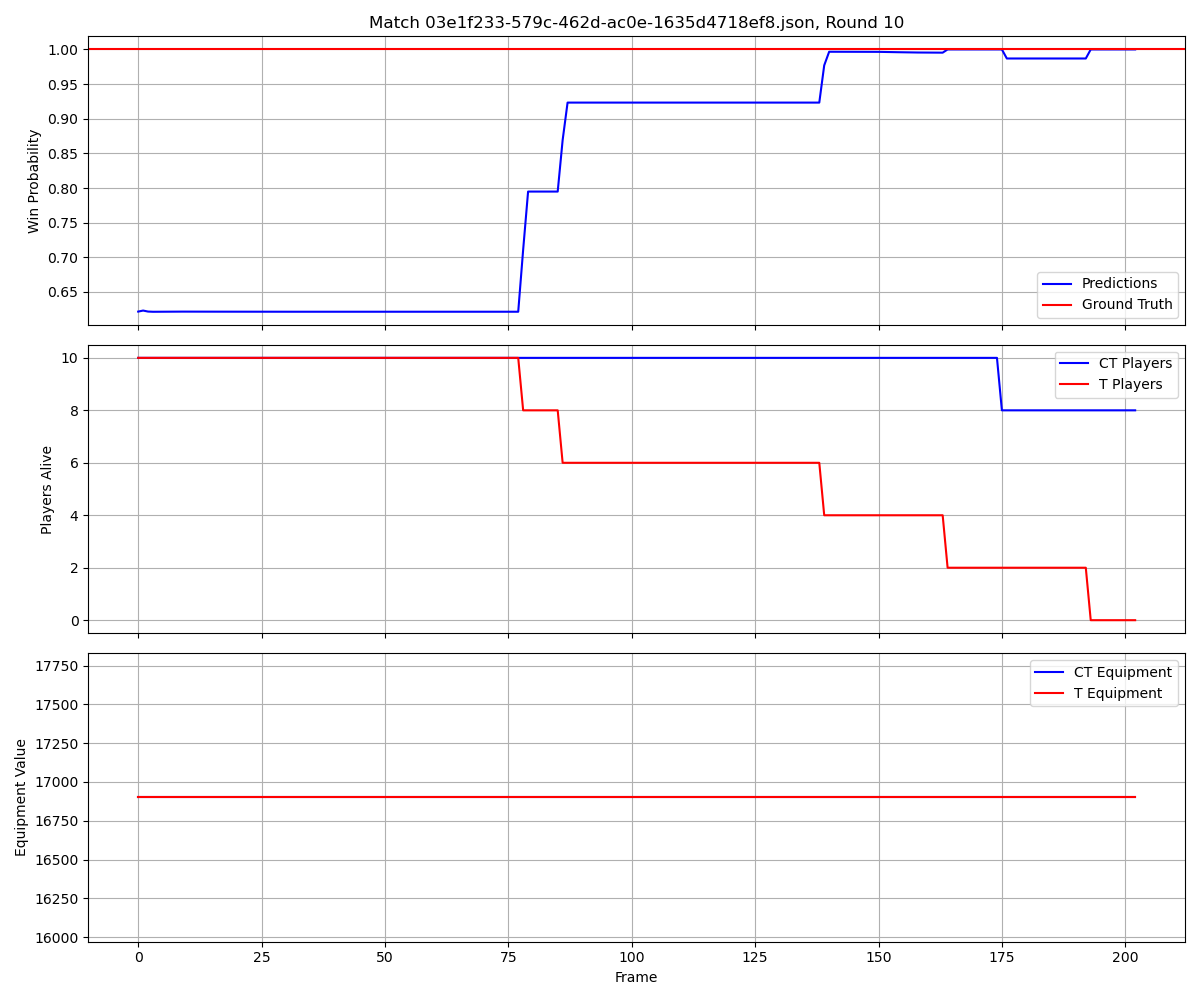 Match 03e1f233-579c-462d-ac0e-1635d4718ef8.json, Round 10
Win Probability
1.00
0.95
0.90
0.85
0.80
0.75
0.70
0.65
Predictions
Ground Truth
Players Alive
10
8
6
4
2
0
CT Players
T Players
Equipment Value
17750
17500
17250
17000
16750
16500
16250
16000
CT Equipment
T Equipment
0 25 50 75 100 125 150 175 200
Frame